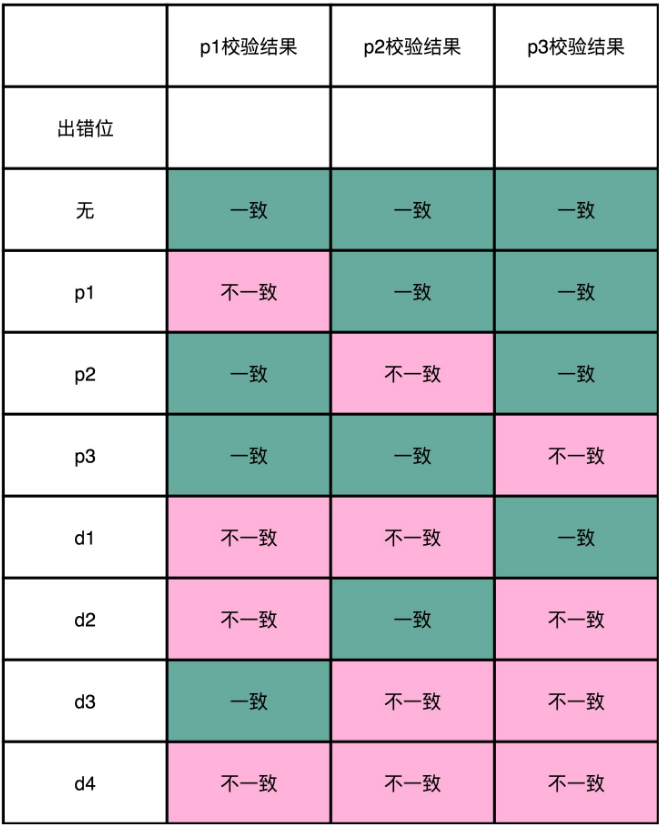 p1校验结果 p2校验结果 p3校验结果
出错位
无 一致 一致 一致
p1 不一致 一致 一致
p2 一致 不一致 一致
p3 一致 一致 不一致
d1 不一致 不一致 一致
d2 不一致 一致 不一致
d3 一致 不一致 不一致
d4 不一致 不一致 不一致